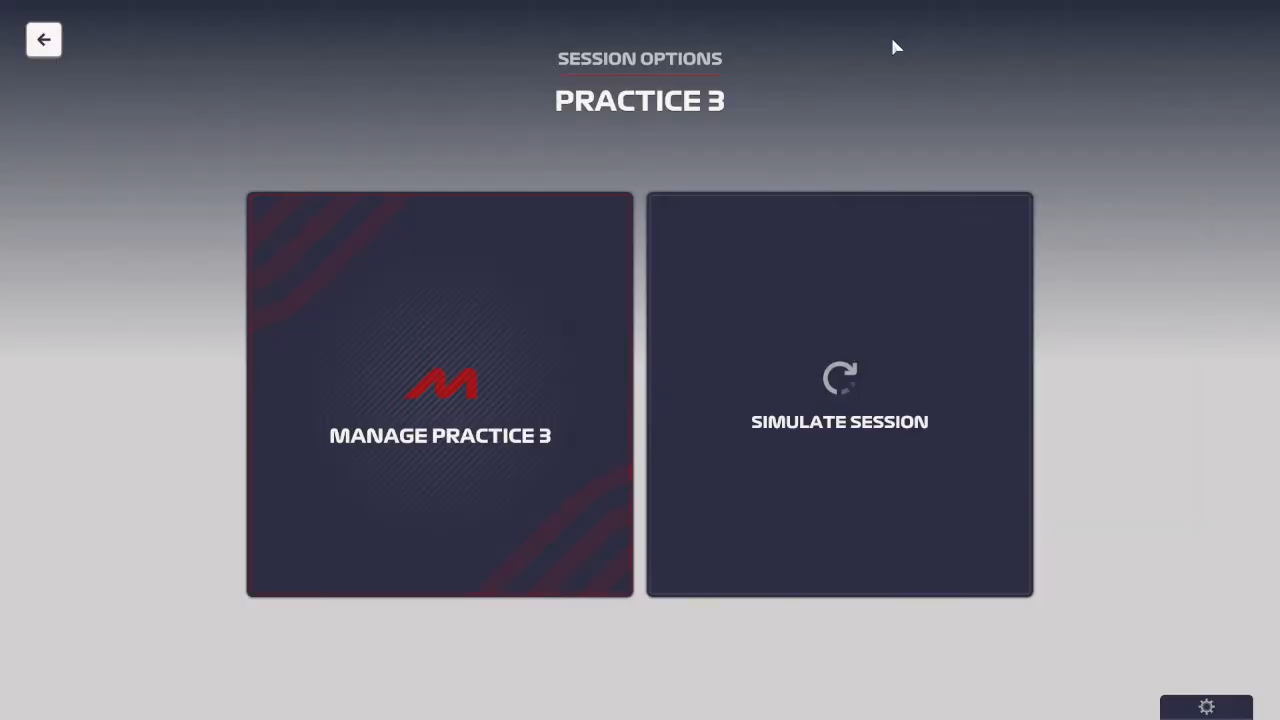 SESSION OPTIONS
PRACTICE 3
MANAGE PRACTICE 3
SIMULATE SESSION